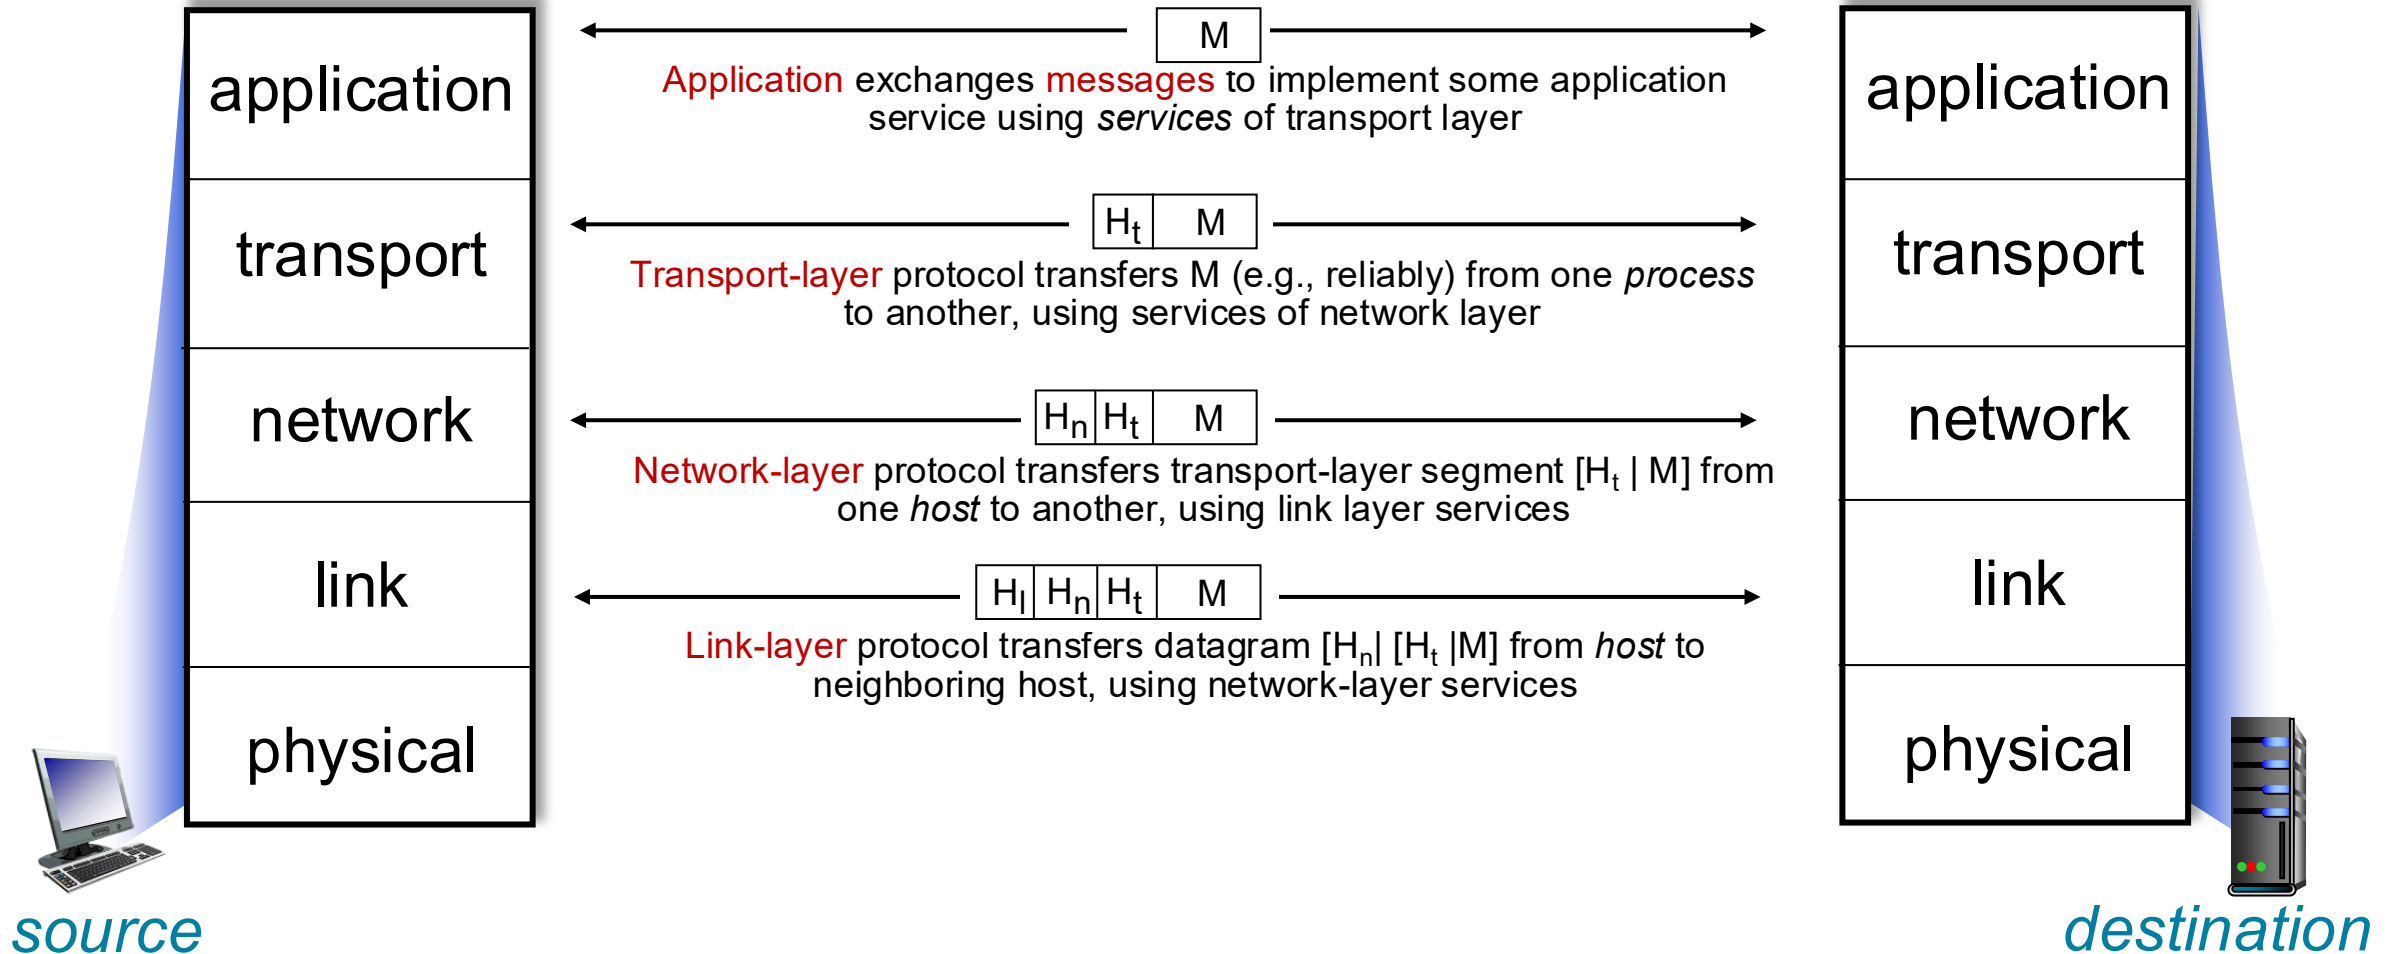 application
transport
network
link
physical
source
M
Application exchanges messages to implement some application
service using services of transport layer
Ht M
Transport-layer protocol transfers M (e.g., reliably) from one process
to another, using services of network layer
Hn Ht M
Network-layer protocol transfers transport-layer segment [Ht | M] from
one host to another, using link layer services
Hl Hn Ht M
Link-layer protocol transfers datagram [Hn| [Ht |M] from host to
neighboring host, using network-layer services
application
transport
network
link
physical
destination